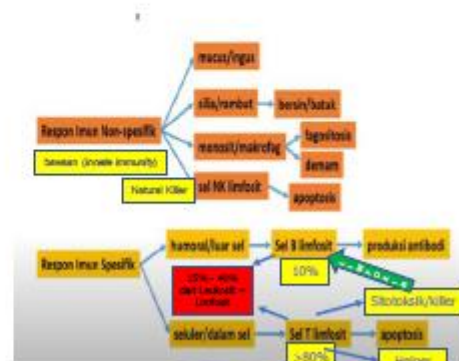 mucus/ingus
silia/rambut
bersin/batuk
Respon Imun Non-spesifik
monosit/makrofag
fagositosis
demam
bawaan (innate immunity)
Natural Killer
sel NK limfosit
apoptosis
humoral/luar sel
Sel B limfosit
produksi antibodi
Respon Imun Spesifik
10%
Sitotoksik/killer
seluler/dalam sel
Sel T limfosit
apoptosis
>80%